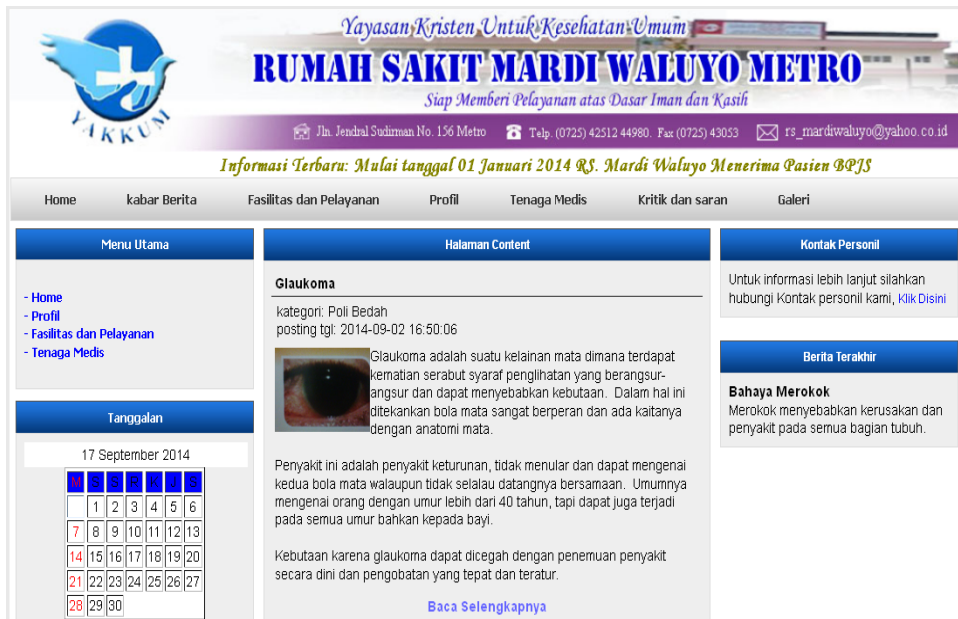 Yayasan Kristen Untuk Kesehatan Umum
RUMAH SAKIT MARDI WALUYO METRO
Siap Memberi Pelayanan atas Dasar Iman dan Kasih
YAKKUM
Jln. Jendral Sudirman No. 156 Metro Telp. (0725) 42512 44980. Fax (0725) 43053 rs_mardiwaluyo@yahoo.co.id
Informasi Terbaru: Mulai tanggal 01 Januari 2014 RS. Mardi Waluyo Menerima Pasien BPJS
Home kabar Berita Fasilitas dan Pelayanan Profil Tenaga Medis Kritik dan saran Galeri
Menu Utama
- Home
- Profil
- Fasilitas dan Pelayanan
- Tenaga Medis
Tanggalan
17 September 2014
M S S R K J S
1 2 3 4 5 6
7 8 9 10 11 12 13
14 15 16 17 18 19 20
21 22 23 24 25 26 27
28 29 30
Halaman Content
Glaukoma
kategori: Poli Bedah
posting tgl: 2014-09-02 16:50:06
Glaukoma adalah suatu kelainan mata dimana terdapat
kematian serabut syaraf penglihatan yang berangsur-
angsur dan dapat menyebabkan kebutaan. Dalam hal ini
ditekankan bola mata sangat berperan dan ada kaitanya
dengan anatomi mata.
Penyakit ini adalah penyakit keturunan, tidak menular dan dapat mengenai
kedua bola mata walaupun tidak selalau datangnya bersamaan. Umumnya
mengenai orang dengan umur lebih dari 40 tahun, tapi dapat juga terjadi
pada semua umur bahkan kepada bayi.
Kebutaan karena glaukoma dapat dicegah dengan penemuan penyakit
secara dini dan pengobatan yang tepat dan teratur.
Baca Selengkapnya
Kontak Personil
Untuk informasi lebih lanjut silahkan
hubungi Kontak personil kami, Klik Disini
Berita Terakhir
Bahaya Merokok
Merokok menyebabkan kerusakan dan
penyakit pada semua bagian tubuh.